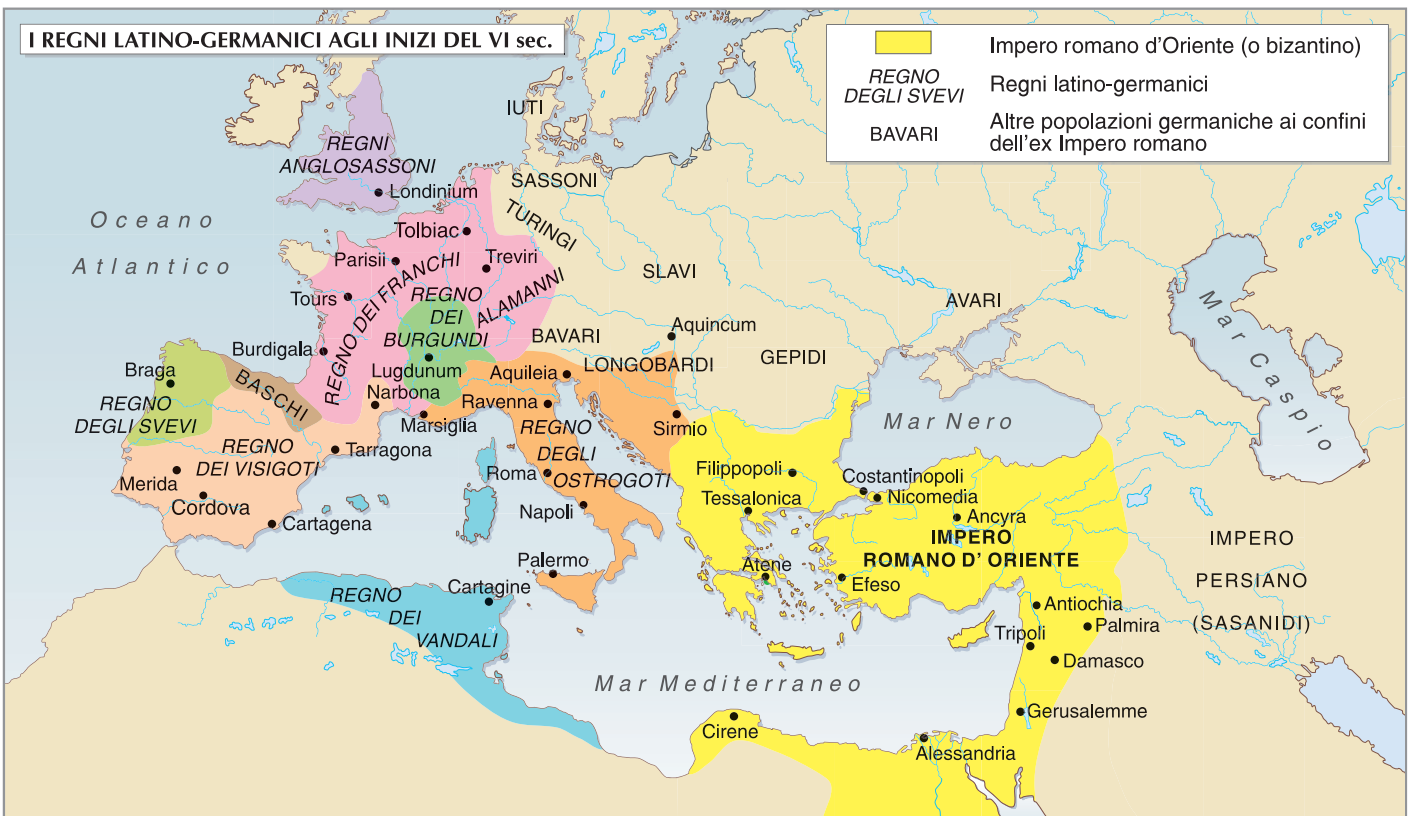 I REGNI LATINO-GERMANICI AGLI INIZI DEL VI sec.
Impero romano d'Oriente (o bizantino)
REGNO
DEGLI SVEVI
Regni latino-germanici
BAVARI
Altre popolazioni germaniche ai confini
dell'ex Impero romano
IUTI
REGNI
ANGLOSASSONI
Londinium
SASSONI
TURINGI
Oceano
Atlantico
Tolbiac
Parisii
Treviri
SLAVI
Tours
REGNO DEI FRANCHI
ALAMANNI
REGNO
DEI
BURGUNDI
Lugdunum
BAVARI
Aquincum
AVARI
GEPIDI
LONGOBARDI
Mar Caspio
Burdigala
Braga
REGNO
DEGLI SVEVI
BASCHI
Narbona
Marsiglia
Aquileia
Ravenna
Sirmio
Mar Nero
REGNO
DEI VISIGOTI
Tarragona
Merida
Cordova
Cartagena
REGNO
DEGLI
OSTROGOTI
Roma
Napoli
Palermo
Filippopoli
Tessalonica
Costantinopoli
Nicomedia
Ancyra
IMPERO
ROMANO D' ORIENTE
Atene
Efeso
IMPERO
PERSIANO
(SASANIDI)
REGNO
DEI
VANDALI
Cartagine
Antiochia
Palmira
Tripoli
Damasco
Mar Mediterraneo
Gerusalemme
Cirene
Alessandria